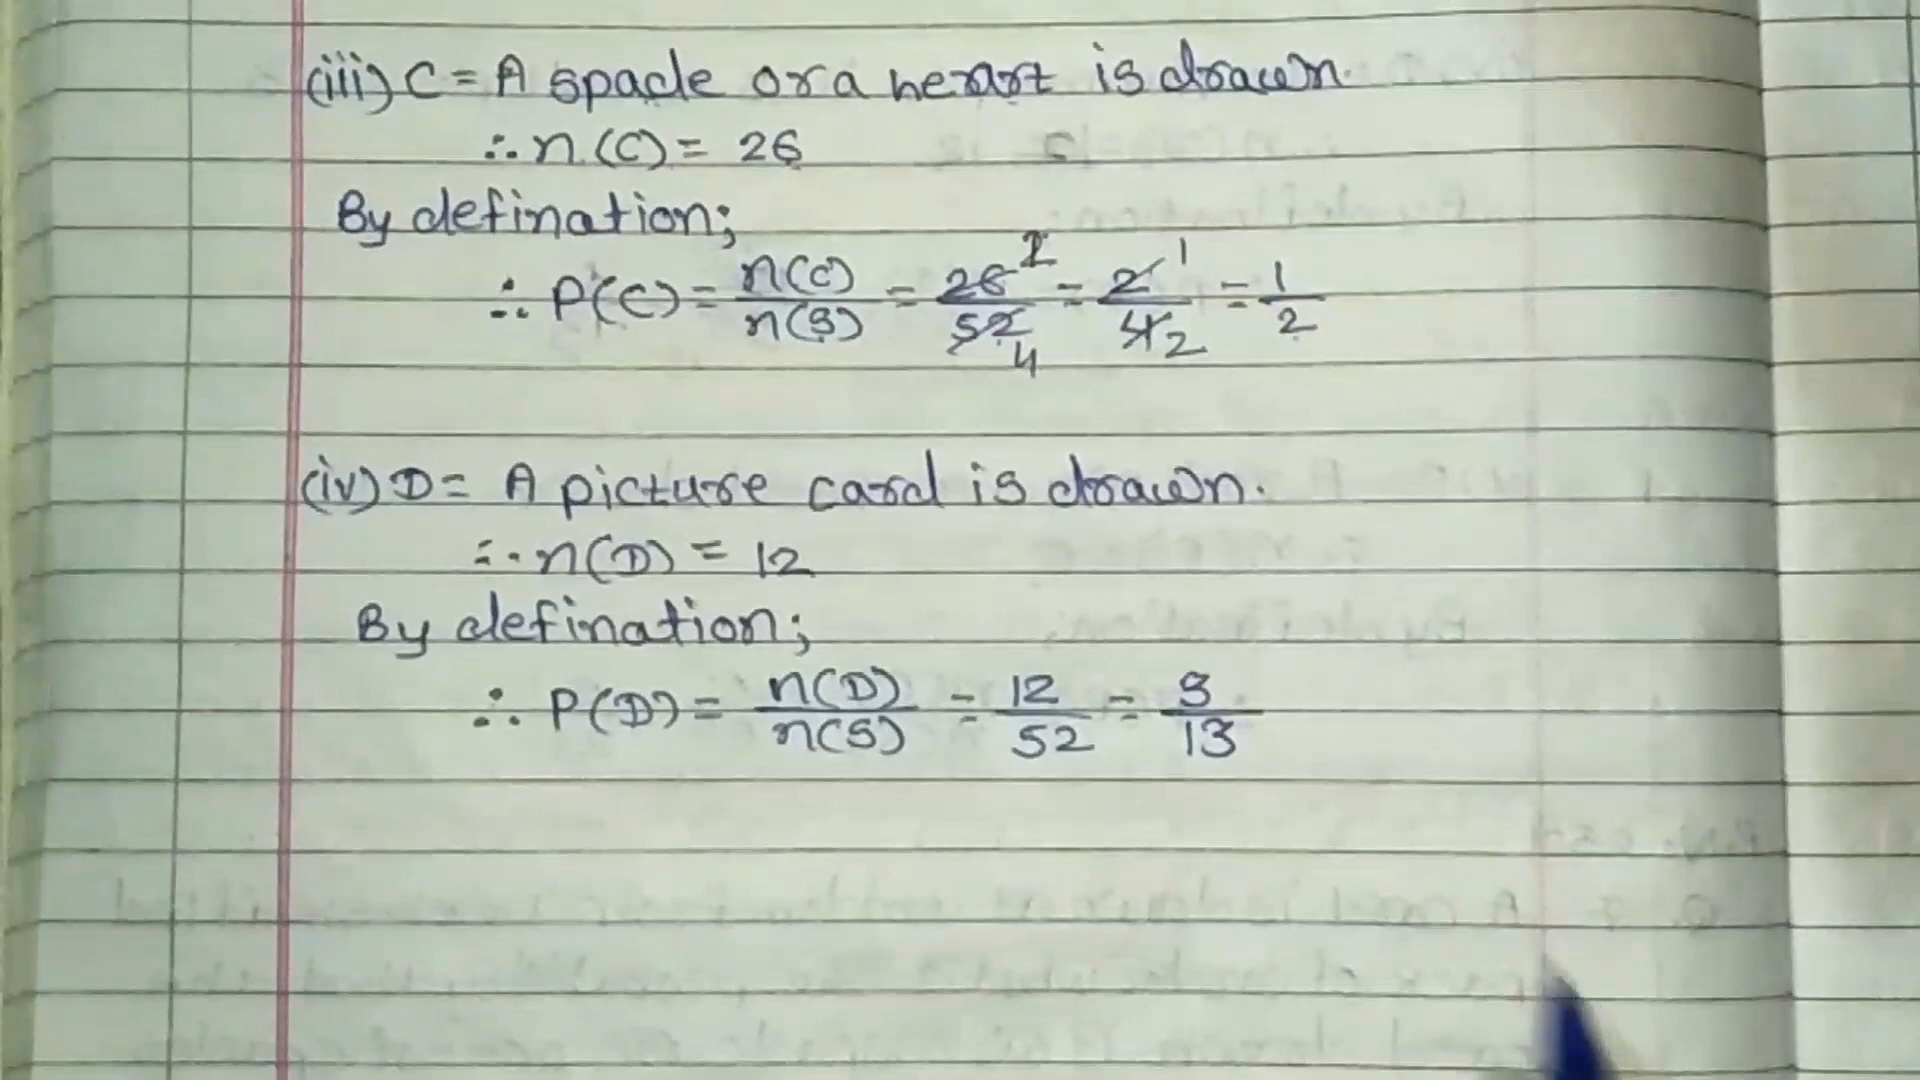 (iii) C = A spade or a heart is drawn.
∴ n(C) = 26
By defination;
∴ P(C) = n(C)/n(S) = 26/52 = 2/4 = 1/2
(iv) D = A picture card is drawn.
∴ n(D) = 12
By defination;
∴ P(D) = n(D)/n(S) = 12/52 = 3/13